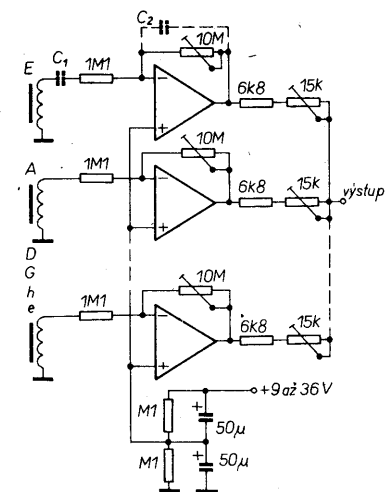 C2
10M
E
C1
1M1
−
+
6k8
15k
A
1M1
10M
−
+
6k8
15k
výstup
D
G
h
e
1M1
10M
−
+
6k8
15k
+9 až 36V
M1
+
50µ
M1
+
50µ